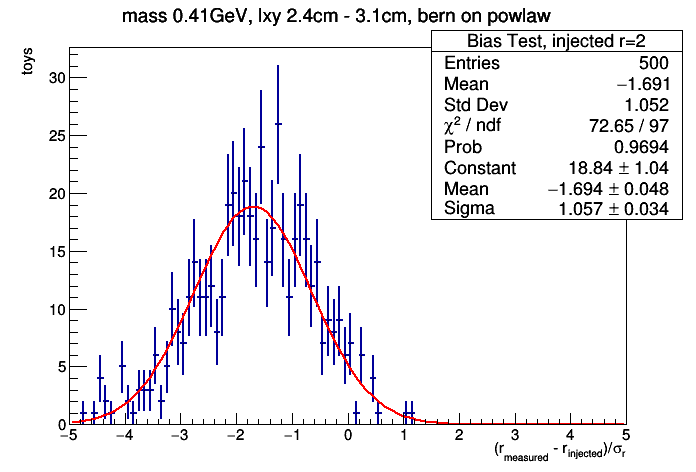 mass 0.41GeV, lxy 2.4cm - 3.1cm, bern on powlaw
toys
Bias Test, injected r=2
Entries 500
Mean −1.691
Std Dev 1.052
χ² / ndf 72.65 / 97
Prob 0.9694
Constant 18.84 ± 1.04
Mean −1.694 ± 0.048
Sigma 1.057 ± 0.034
30
25
20
15
10
5
0
−5 −4 −3 −2 −1 0 1 2 3 4 5
(r_measured - r_injected)/σ_r